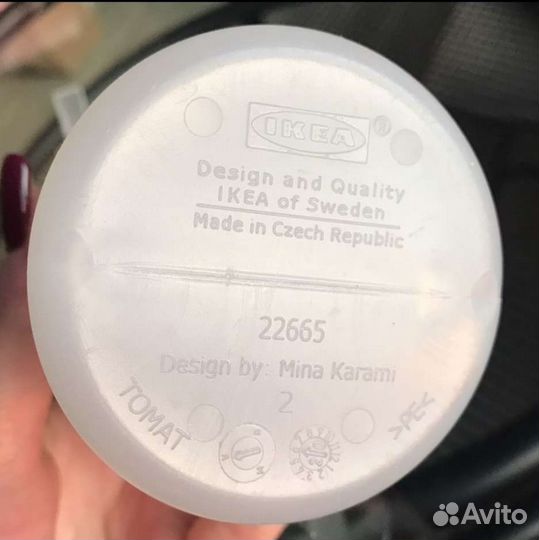 IKEA®
Design and Quality
IKEA of Sweden
Made in Czech Republic
22665
Design by: Mina Karami
2
TOMAT
>PE<
Avito